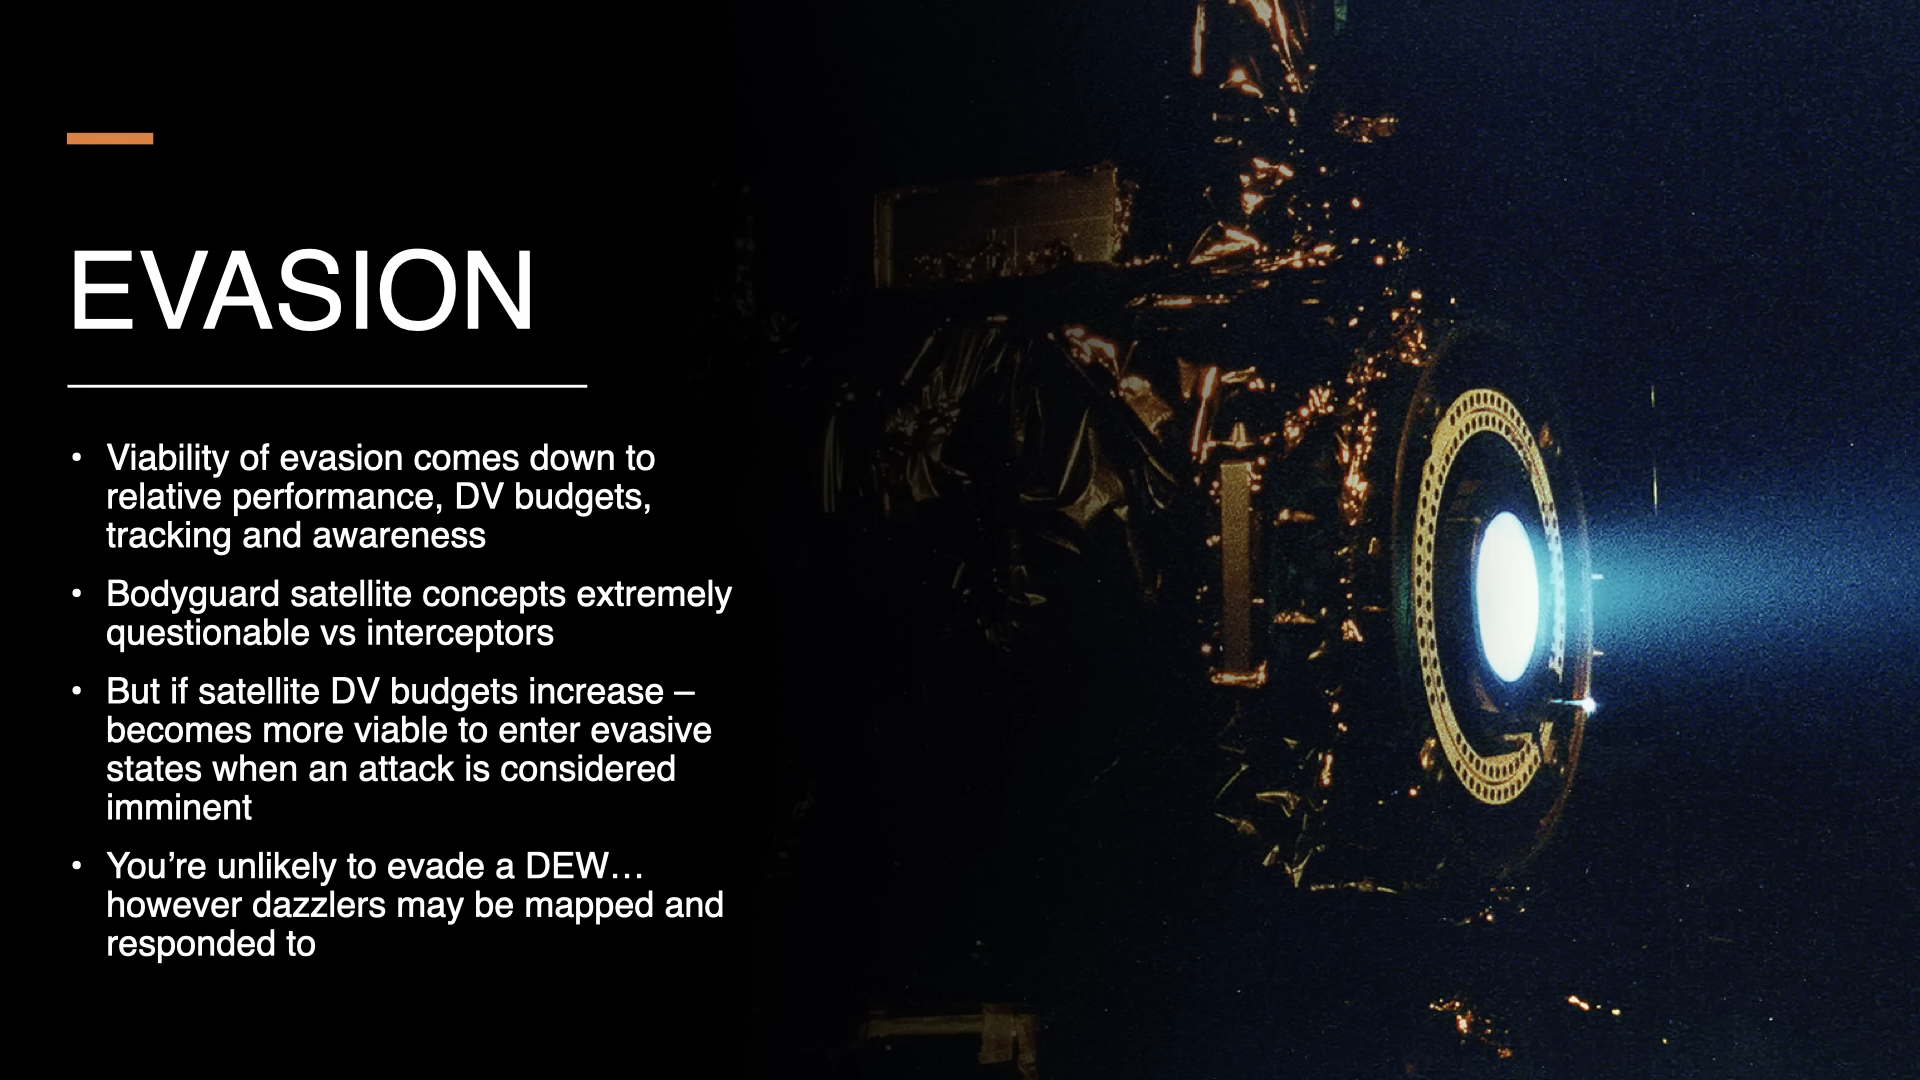 EVASION
• Viability of evasion comes down to
relative performance, DV budgets,
tracking and awareness
• Bodyguard satellite concepts extremely
questionable vs interceptors
• But if satellite DV budgets increase –
becomes more viable to enter evasive
states when an attack is considered
imminent
• You’re unlikely to evade a DEW…
however dazzlers may be mapped and
responded to